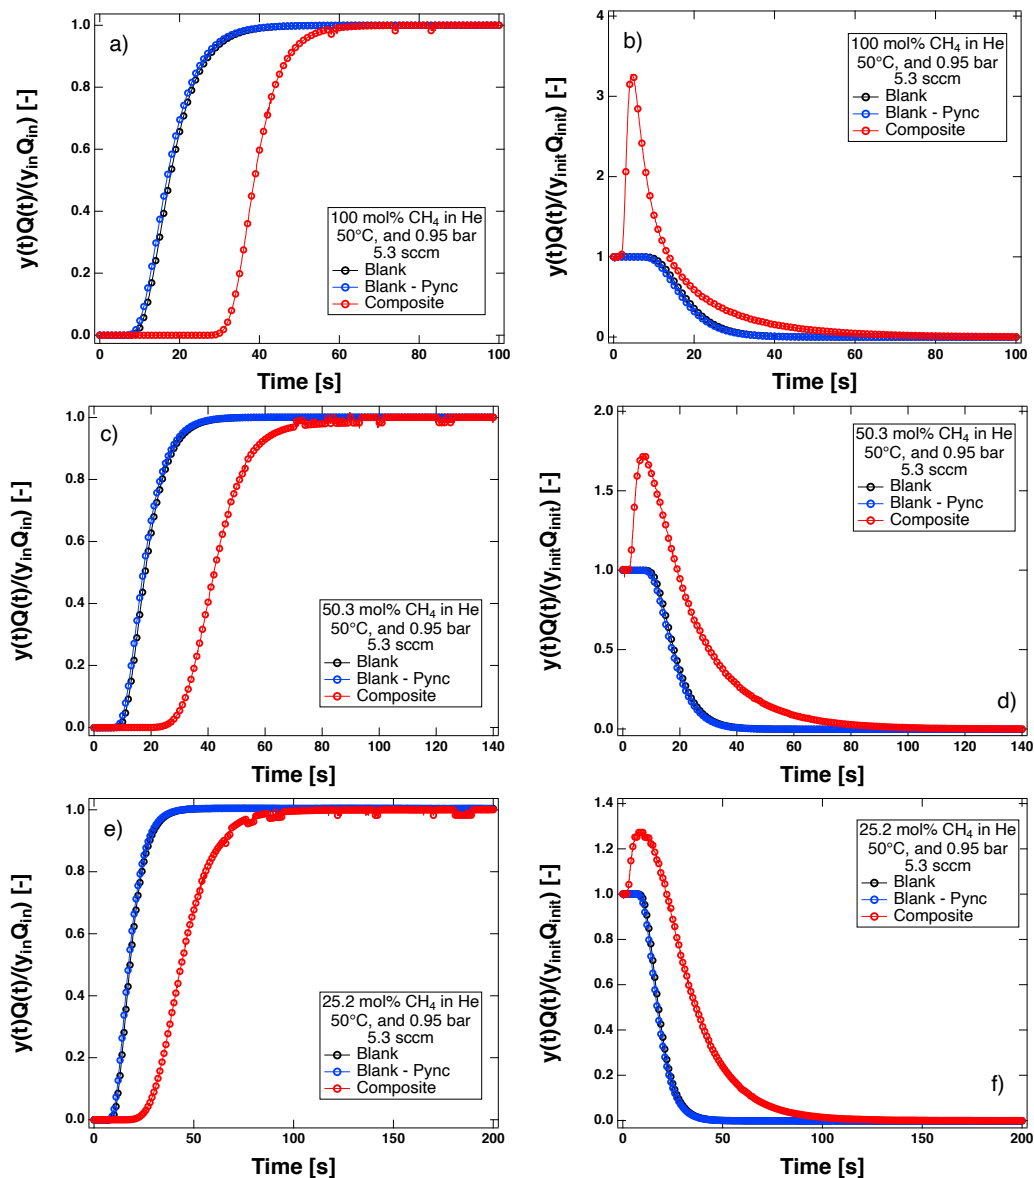 a)
y(t)Q(t)/(y_in Q_in) [-]
1.0
0.8
0.6
0.4
0.2
0.0
100 mol% CH₄ in He
50°C, and 0.95 bar
5.3 sccm
Blank
Blank - Pync
Composite
0 20 40 60 80 100
Time [s]
b)
y(t)Q(t)/(y_init Q_init) [-]
4
3
2
1
0
100 mol% CH₄ in He
50°C, and 0.95 bar
5.3 sccm
Blank
Blank - Pync
Composite
0 20 40 60 80 100
Time [s]
c)
y(t)Q(t)/(y_in Q_in) [-]
1.0
0.8
0.6
0.4
0.2
0.0
50.3 mol% CH₄ in He
50°C, and 0.95 bar
5.3 sccm
Blank
Blank - Pync
Composite
0 20 40 60 80 100 120 140
Time [s]
y(t)Q(t)/(y_init Q_init) [-]
2.0
1.5
1.0
0.5
0.0
50.3 mol% CH₄ in He
50°C, and 0.95 bar
5.3 sccm
Blank
Blank - Pync
Composite
d)
0 20 40 60 80 100 120 140
Time [s]
e)
y(t)Q(t)/(y_in Q_in) [-]
1.0
0.8
0.6
0.4
0.2
0.0
25.2 mol% CH₄ in He
50°C, and 0.95 bar
5.3 sccm
Blank
Blank - Pync
Composite
0 50 100 150 200
Time [s]
y(t)Q(t)/(y_init Q_init) [-]
1.4
1.2
1.0
0.8
0.6
0.4
0.2
0.0
25.2 mol% CH₄ in He
50°C, and 0.95 bar
5.3 sccm
Blank
Blank - Pync
Composite
f)
0 50 100 150 200
Time [s]